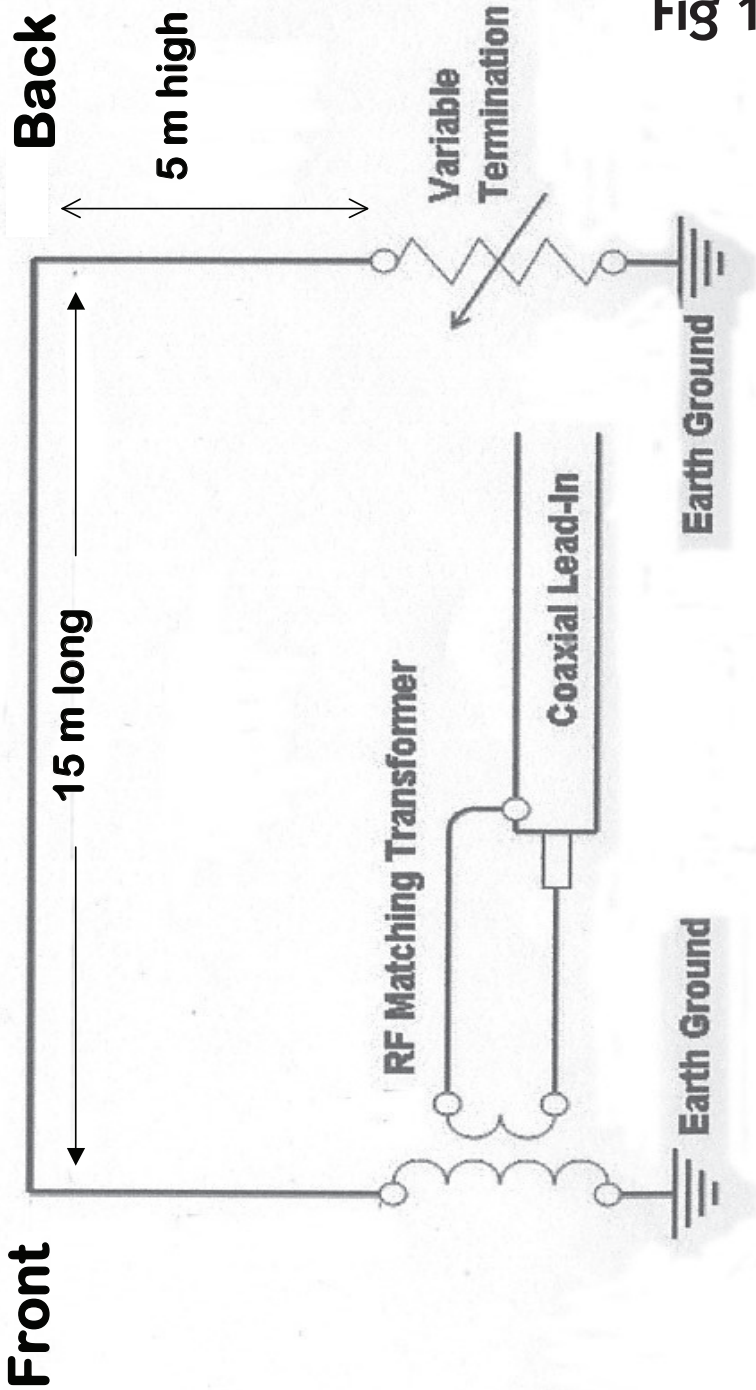 Fig 1
Back
5 m high
Variable
Termination
15 m long
Earth Ground
Coaxial Lead-In
RF Matching Transformer
Earth Ground
Front